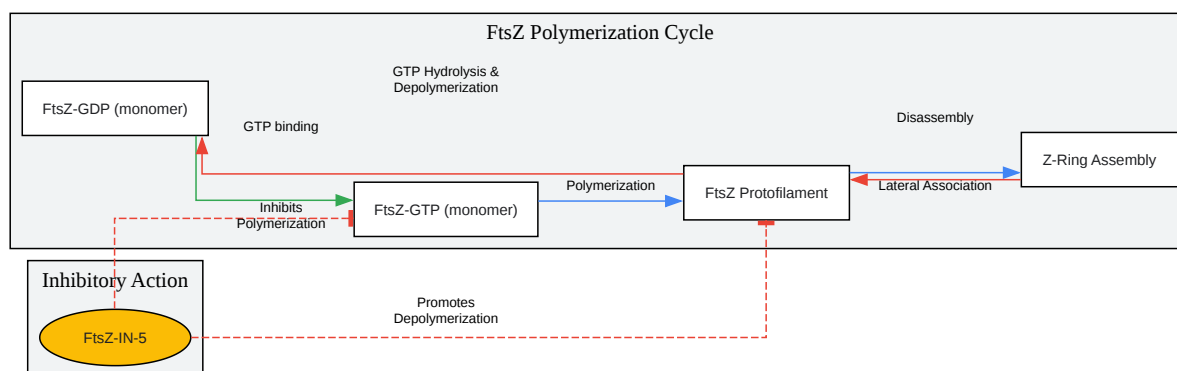 FtsZ Polymerization Cycle
GTP Hydrolysis &
Depolymerization
FtsZ-GDP (monomer)
GTP binding
Disassembly
Z-Ring Assembly
Polymerization
Lateral Association
FtsZ Protofilament
Inhibits
Polymerization
FtsZ-GTP (monomer)
Inhibitory Action
Promotes
Depolymerization
FtsZ-IN-5